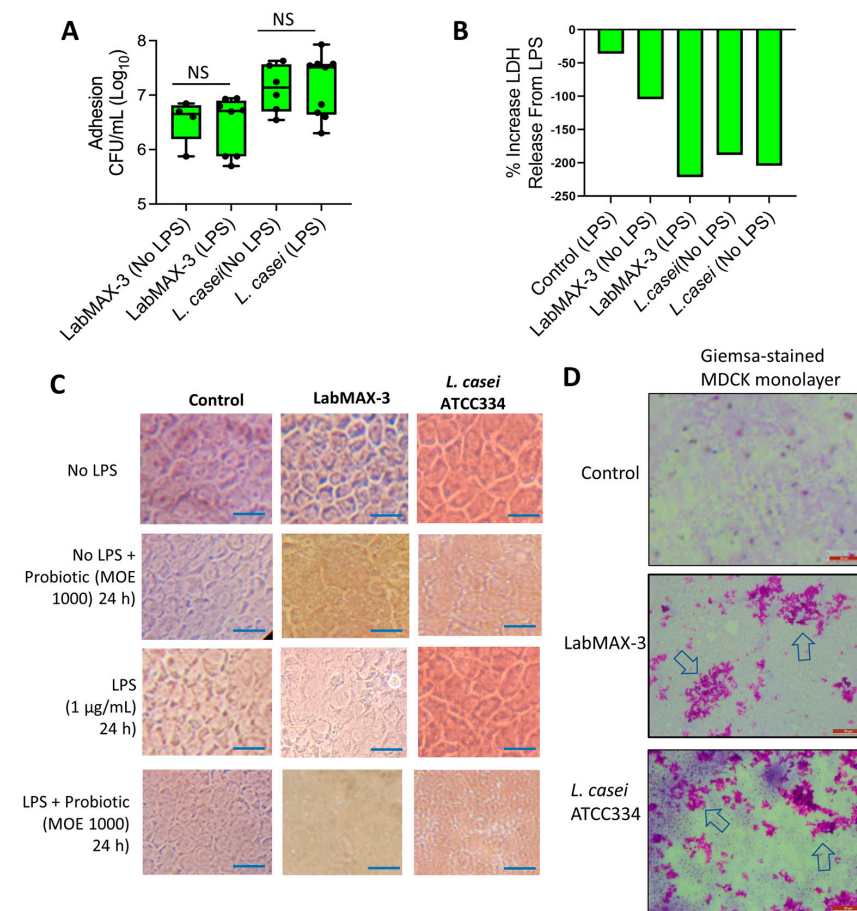 A
NS
NS
8
7
6
5
Adhesion
CFU/mL (Log10)
LabMAX-3 (No LPS)
LabMAX-3 (LPS)
L. casei(No LPS)
L. casei (LPS)
B
0
-50
-100
-150
-200
-250
% Increase LDH
Release From LPS
Control (LPS)
LabMAX-3 (No LPS)
LabMAX-3 (LPS)
L.casei(No LPS)
L.casei (No LPS)
C
Control
LabMAX-3
L. casei
ATCC334
No LPS
No LPS +
Probiotic (MOE
1000) 24 h)
LPS
(1 µg/mL)
24 h)
LPS + Probiotic
(MOE 1000)
24 h)
D
Giemsa-stained
MDCK monolayer
Control
LabMAX-3
L. casei
ATCC334